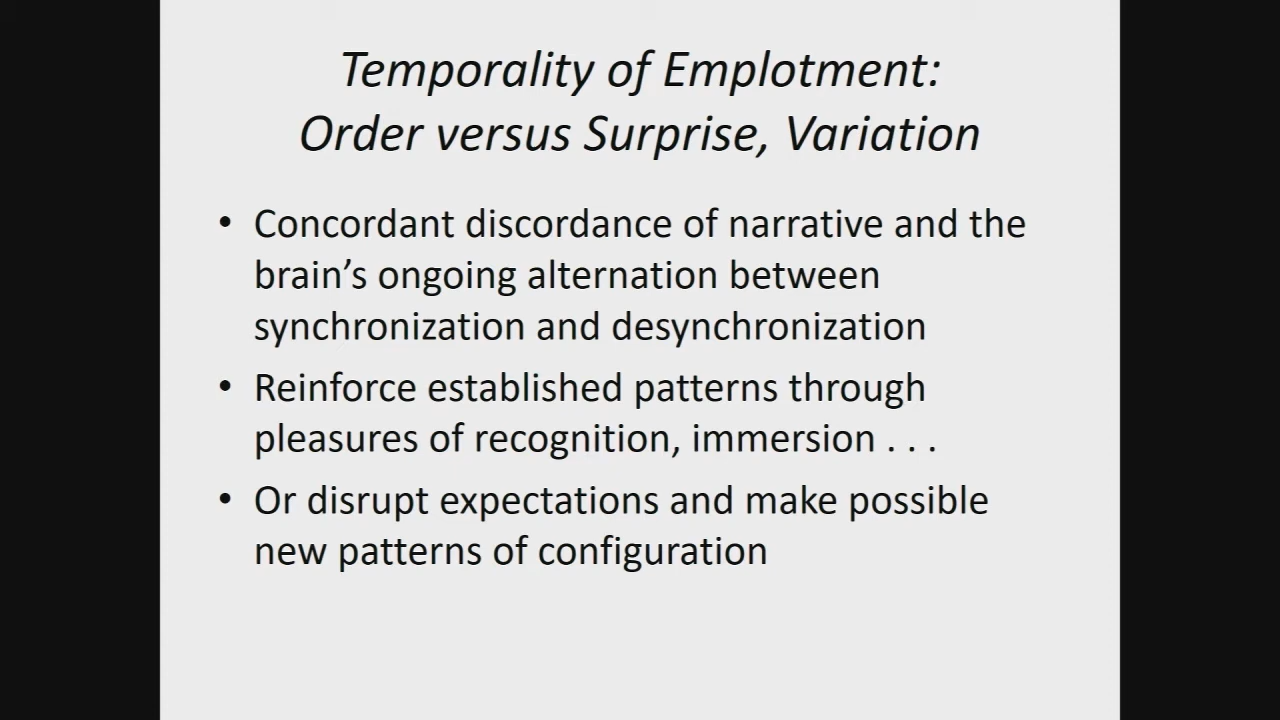 Temporality of Emplotment:
Order versus Surprise, Variation
• Concordant discordance of narrative and the
brain’s ongoing alternation between
synchronization and desynchronization
• Reinforce established patterns through
pleasures of recognition, immersion . . .
• Or disrupt expectations and make possible
new patterns of configuration